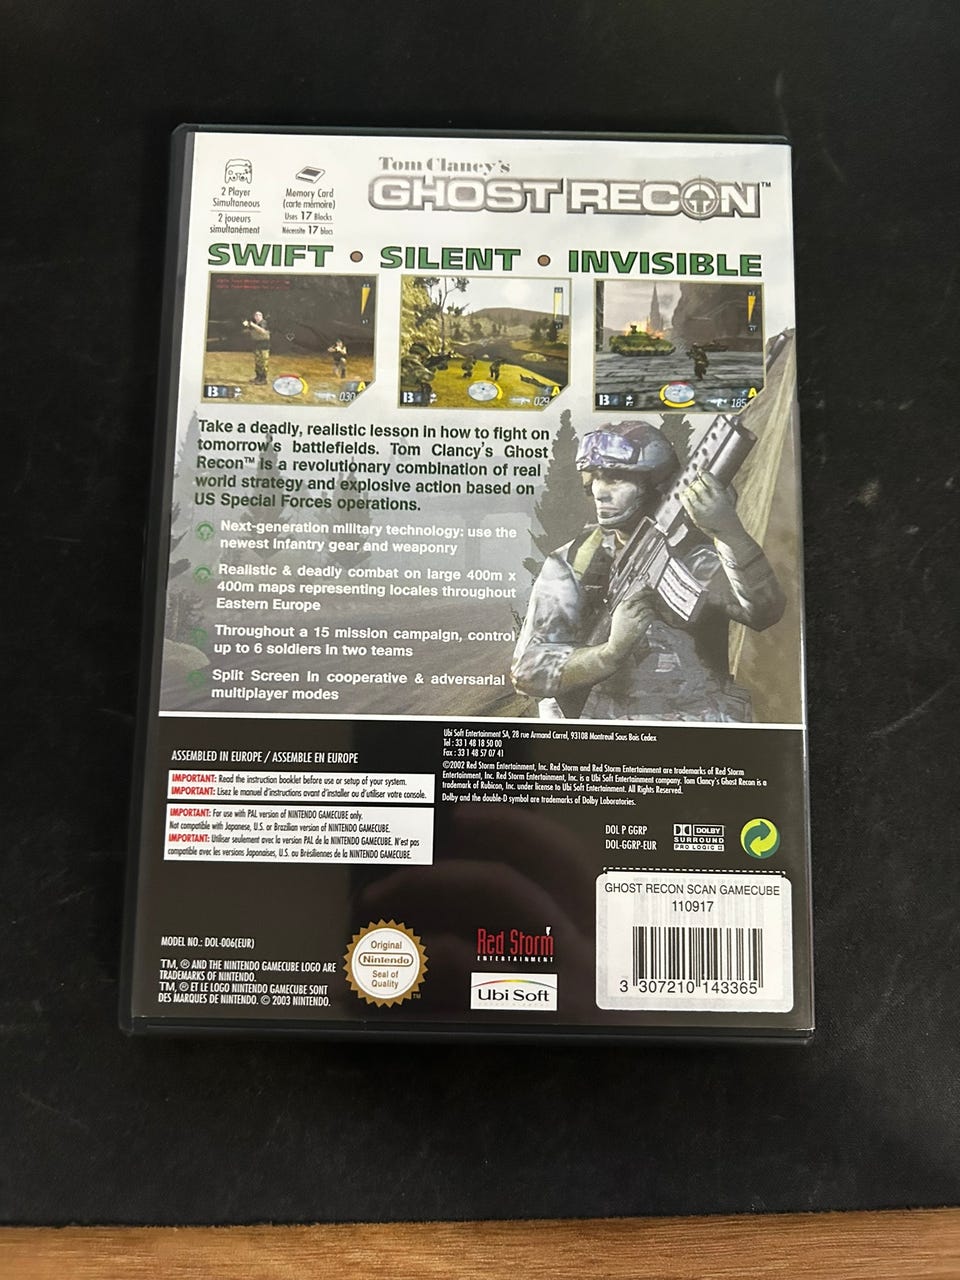 Tom Clancy's
GHOST RECON™
2 Player
Simultaneous
2 joueurs
simultanément
Memory Card
(carte mémoire)
Uses 17 Blocks
Nécessite 17 blocs
SWIFT • SILENT • INVISIBLE
B
030
B
029
B
185
Take a deadly, realistic lesson in how to fight on
tomorrow's battlefields. Tom Clancy's Ghost
Recon™ is a revolutionary combination of real
world strategy and explosive action based on
US Special Forces operations.
Next-generation military technology: use the
newest infantry gear and weaponry
Realistic & deadly combat on large 400m x
400m maps representing locales throughout
Eastern Europe
Throughout a 15 mission campaign, control
up to 6 soldiers in two teams
Split Screen in cooperative & adversarial
multiplayer modes
ASSEMBLED IN EUROPE / ASSEMBLE EN EUROPE
IMPORTANT: Read the instruction booklet before use or setup of your system.
IMPORTANT: Lisez le manuel d'instructions avant d'installer ou d'utiliser votre console.
IMPORTANT: For use with PAL version of NINTENDO GAMECUBE only.
Not compatible with Japanese, U.S. or Brazilian version of NINTENDO GAMECUBE.
IMPORTANT: Utiliser seulement avec la version PAL de la NINTENDO GAMECUBE. N'est pas
compatible avec les versions Japonaises, U.S. ou Brésiliennes de la NINTENDO GAMECUBE.
Ubi Soft Entertainment SA, 28 rue Armand Carrel, 93108 Montreuil Sous Bois Cedex
Tel : 33 1 48 18 50 00
Fax : 33 1 48 57 07 41
©2002 Red Storm Entertainment, Inc. Red Storm and Red Storm Entertainment are trademarks of Red Storm
Entertainment, Inc. Red Storm Entertainment, Inc. is a Ubi Soft Entertainment company. Tom Clancy's Ghost Recon is a
trademark of Rubicon, Inc. under license to Ubi Soft Entertainment. All Rights Reserved.
Dolby and the double-D symbol are trademarks of Dolby Laboratories.
DOL P GGRP
DOL-GGRP-EUR
DOLBY
SURROUND
PRO LOGIC II
GHOST RECON SCAN GAMECUBE
110917
3 307210 143365
MODEL NO.: DOL-006(EUR)
TM, ® AND THE NINTENDO GAMECUBE LOGO ARE
TRADEMARKS OF NINTENDO.
TM, ® ET LE LOGO NINTENDO GAMECUBE SONT
DES MARQUES DE NINTENDO. © 2003 NINTENDO.
Original
Nintendo
Seal of
Quality
TM
Red Storm
ENTERTAINMENT
Ubi Soft